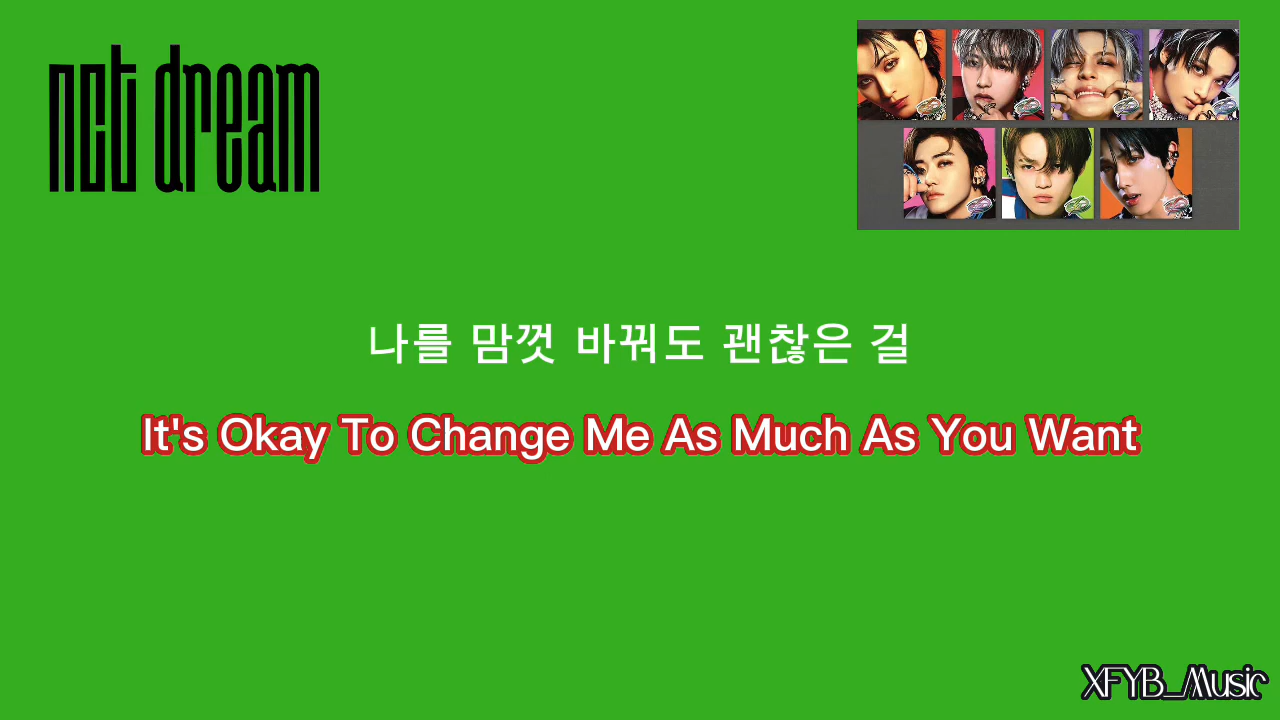 nct dream
나를 맘껏 바꿔도 괜찮은 걸
It's Okay To Change Me As Much As You Want
XFYB_Music